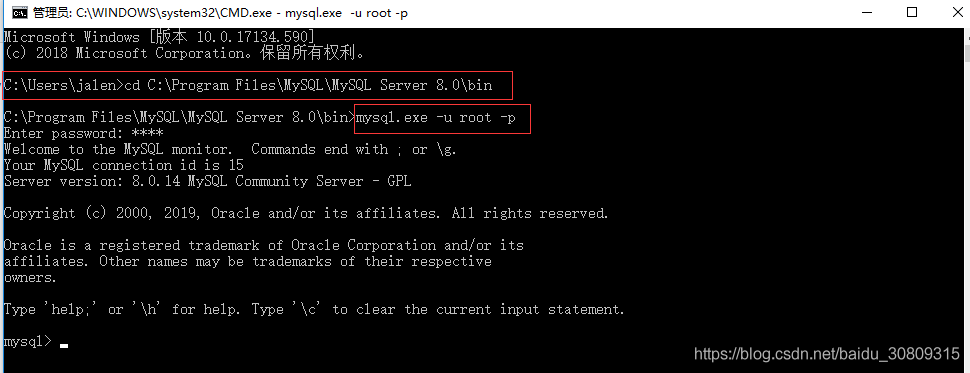 管理员: C:\WINDOWS\system32\CMD.exe - mysql.exe -u root -p
Microsoft Windows [版本 10.0.17134.590]
(c) 2018 Microsoft Corporation。保留所有权利。
C:\Users\jalen>cd C:\Program Files\MySQL\MySQL Server 8.0\bin
C:\Program Files\MySQL\MySQL Server 8.0\bin>mysql.exe -u root -p
Enter password: ****
Welcome to the MySQL monitor.  Commands end with ; or \g.
Your MySQL connection id is 15
Server version: 8.0.14 MySQL Community Server - GPL
Copyright (c) 2000, 2019, Oracle and/or its affiliates. All rights reserved.
Oracle is a registered trademark of Oracle Corporation and/or its
affiliates. Other names may be trademarks of their respective
owners.
Type 'help;' or '\h' for help. Type '\c' to clear the current input statement.
mysql>
https://blog.csdn.net/baidu_30809315